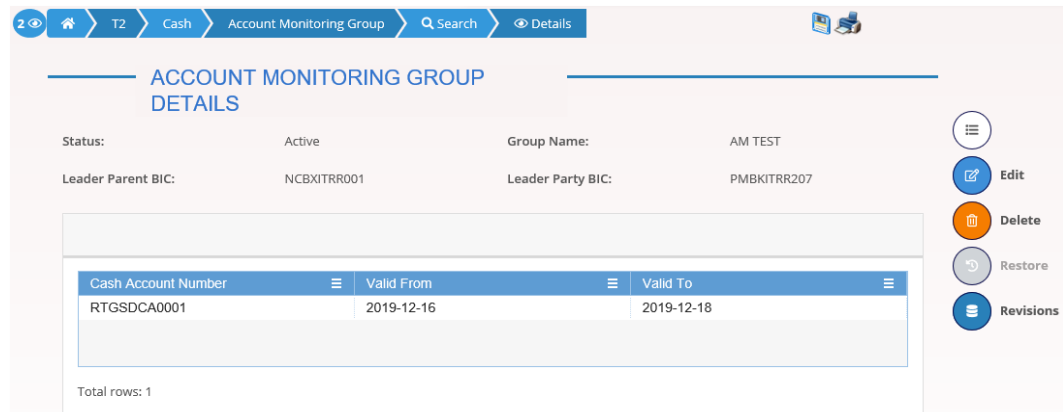 2 T2 Cash Account Monitoring Group Search Details
ACCOUNT MONITORING GROUP
DETAILS
Status: Active Group Name: AM TEST
Leader Parent BIC: NCBXITRR001 Leader Party BIC: PMBKITRR207
Edit
Delete
Restore
Revisions
Cash Account Number Valid From Valid To
RTGSDCA0001 2019-12-16 2019-12-18
Total rows: 1